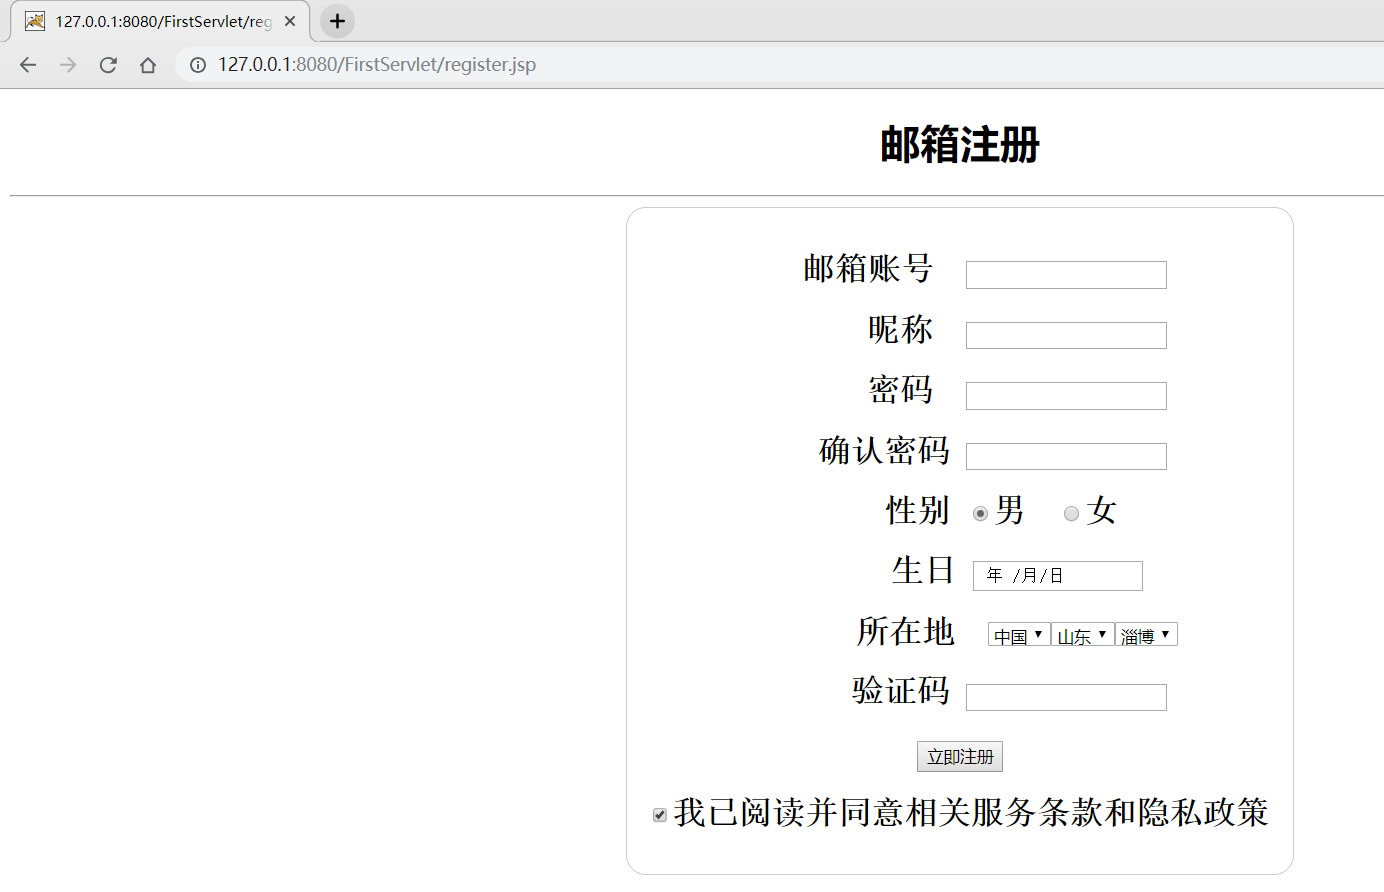 127.0.0.1:8080/FirstServlet/reg
127.0.0.1:8080/FirstServlet/register.jsp
邮箱注册
邮箱账号
昵称
密码
确认密码
性别 男 女
生日 年 /月/日
所在地 中国 山东 淄博
验证码
立即注册
我已阅读并同意相关服务条款和隐私政策